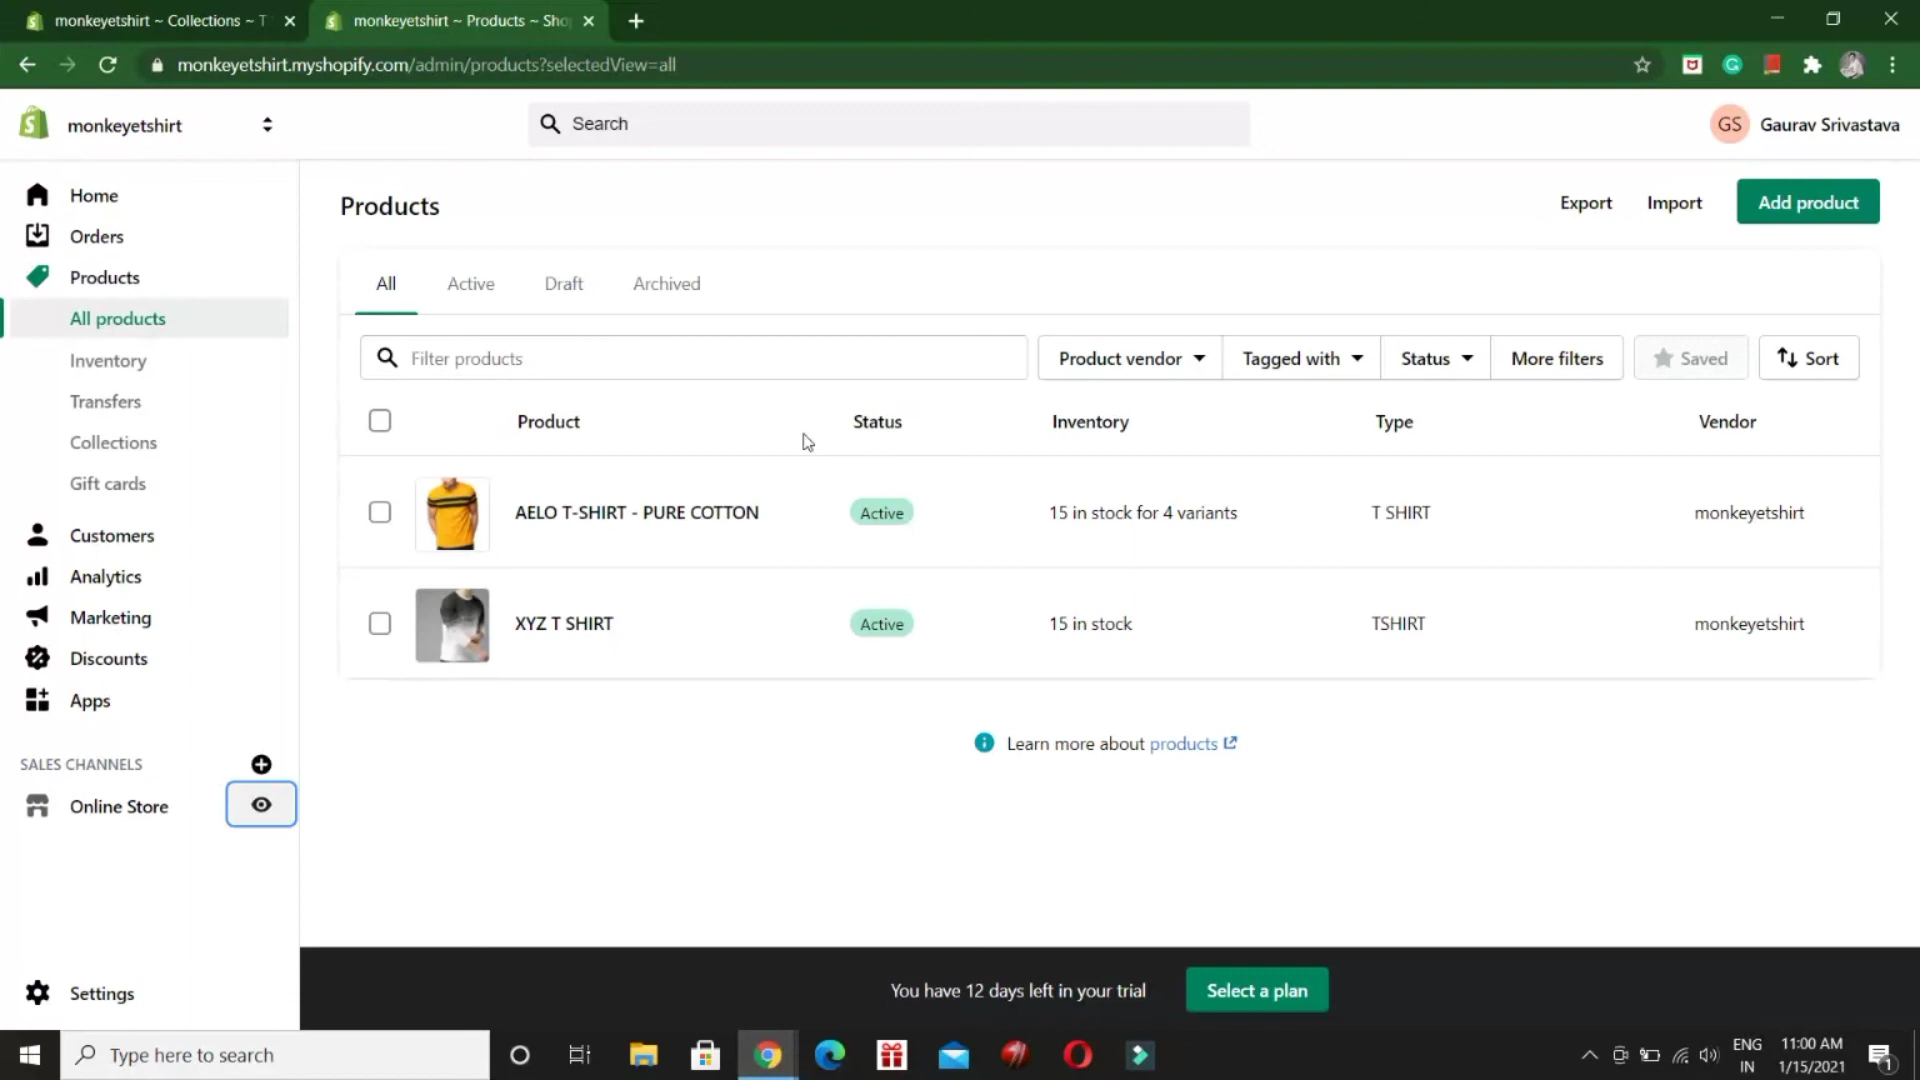 monkeyetshirt ~ Collections ~ T
monkeyetshirt ~ Products ~ Sho
monkeyetshirt.myshopify.com/admin/products?selectedView=all
monkeyetshirt
Search
GS Gaurav Srivastava
Home
Orders
Products
All products
Inventory
Transfers
Collections
Gift cards
Customers
Analytics
Marketing
Discounts
Apps
SALES CHANNELS
Online Store
Settings
Products
Export Import Add product
All Active Draft Archived
Filter products Product vendor Tagged with Status More filters Saved Sort
Product Status Inventory Type Vendor
AELO T-SHIRT - PURE COTTON Active 15 in stock for 4 variants T SHIRT monkeyetshirt
XYZ T SHIRT Active 15 in stock TSHIRT monkeyetshirt
Learn more about products
You have 12 days left in your trial Select a plan
Type here to search
ENG
IN
11:00 AM
1/15/2021
1